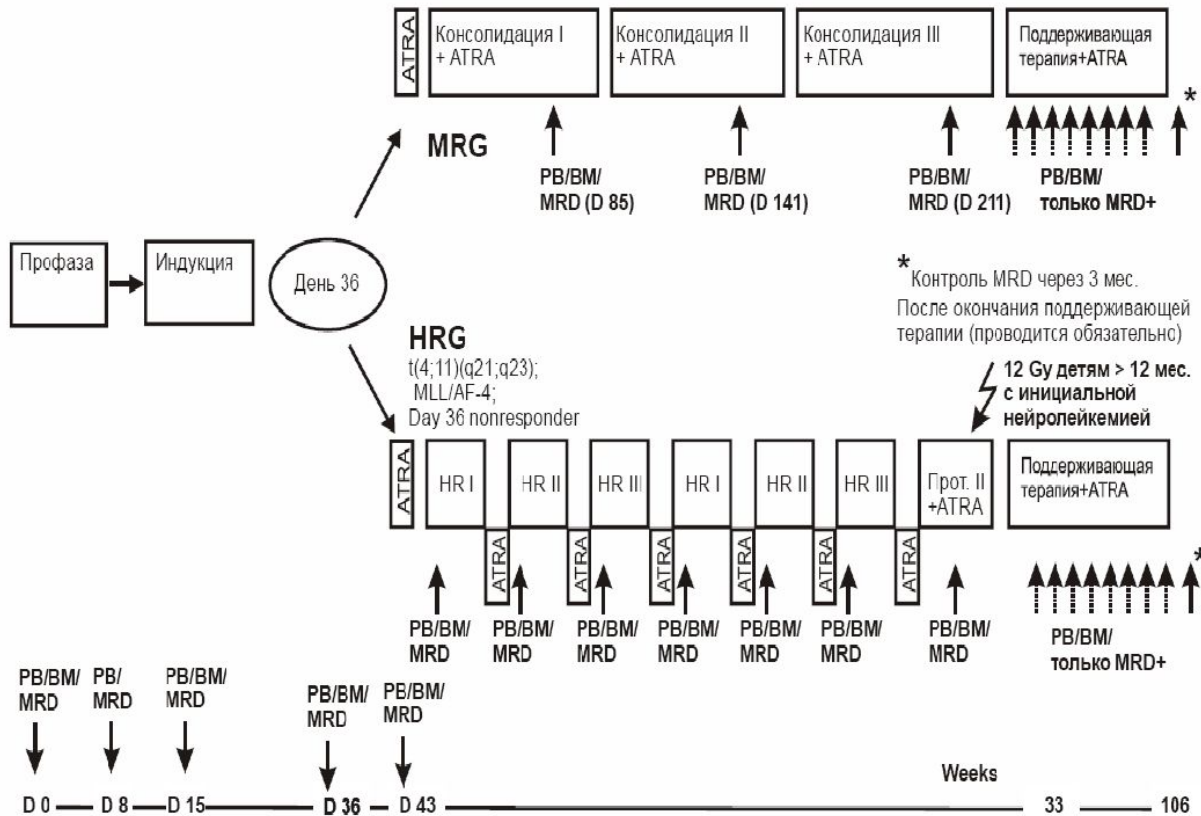 ATRA
Консолидация I
+ ATRA
Консолидация II
+ ATRA
Консолидация III
+ ATRA
Поддерживающая
терапия+ATRA
*
MRG
PB/BM/
MRD (D 85)
PB/BM/
MRD (D 141)
PB/BM/
MRD (D 211)
PB/BM/
только MRD+
Профаза
Индукция
День 36
*Контроль MRD через 3 мес.
После окончания поддерживающей
терапии (проводится обязательно)
HRG
t(4;11)(q21;q23);
MLL/AF-4;
Day 36 nonresponder
12 Gy детям > 12 мес.
с инициальной
нейролейкемией
ATRA
HR I
HR II
HR III
HR I
HR II
HR III
Прот. II
+ATRA
Поддерживающая
терапия+ATRA
ATRA
ATRA
ATRA
ATRA
ATRA
ATRA
*
PB/BM/
MRD
PB/BM/
MRD
PB/BM/
MRD
PB/BM/
MRD
PB/BM/
MRD
PB/BM/
MRD
PB/BM/
MRD
PB/BM/
только MRD+
PB/BM/
MRD
PB/
MRD
PB/BM/
MRD
PB/BM/
MRD
PB/BM/
MRD
Weeks
D 0 D 8 D 15 D 36 D 43 33 106